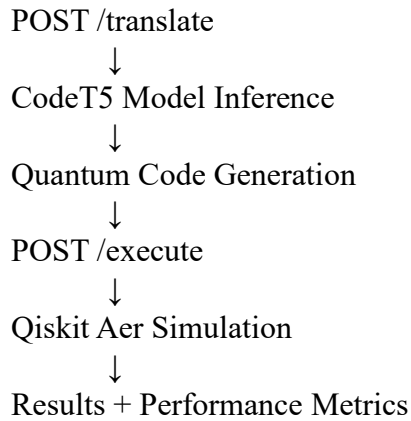 POST /translate
↓
CodeT5 Model Inference
↓
Quantum Code Generation
↓
POST /execute
↓
Qiskit Aer Simulation
↓
Results + Performance Metrics